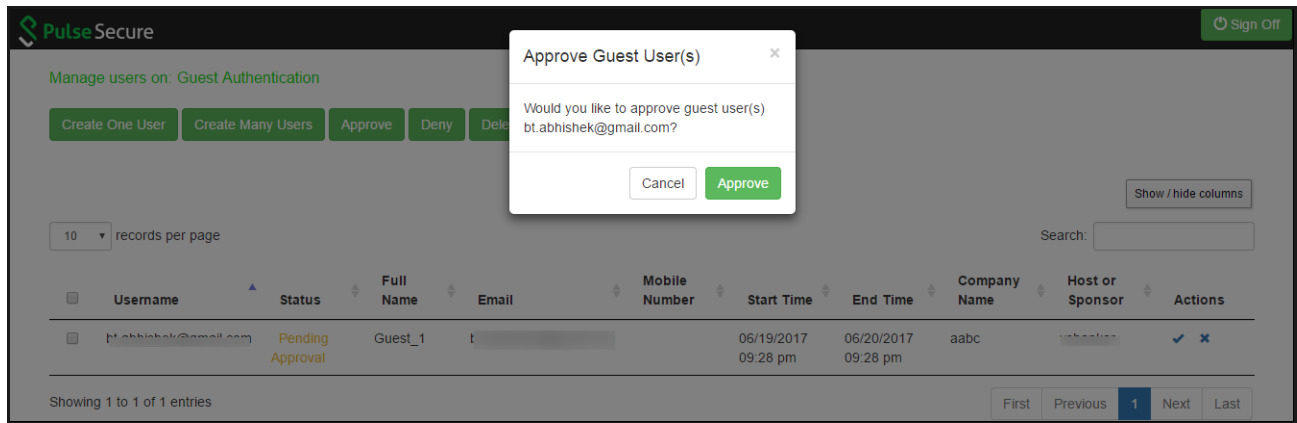 PulseSecure
Sign Off
Manage users on: Guest Authentication
Create One User Create Many Users Approve Deny
Approve Guest User(s) ×
Would you like to approve guest user(s)
bt.abhishek@gmail.com?
Cancel Approve
Show / hide columns
10 records per page
Search:
Username Status Full Name Email Mobile Number Start Time End Time Company Name Host or Sponsor Actions
Pending Approval Guest_1 06/19/2017 09:28 pm 06/20/2017 09:28 pm aabc
Showing 1 to 1 of 1 entries
First Previous 1 Next Last